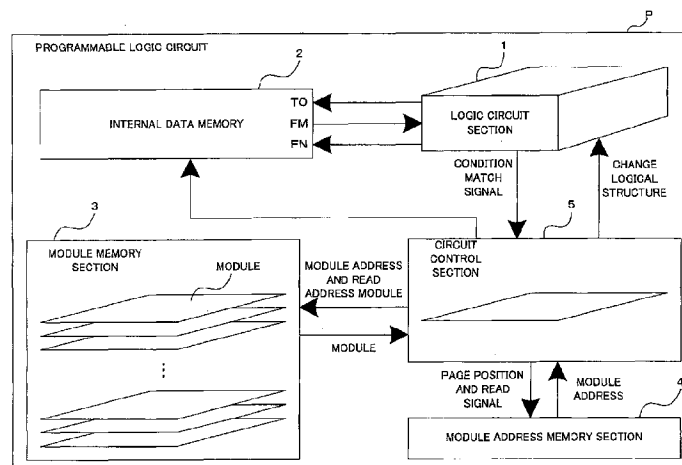 P
PROGRAMMABLE LOGIC CIRCUIT
2
1
INTERNAL DATA MEMORY
TO
FM
FN
LOGIC CIRCUIT
SECTION
CONDITION
MATCH
SIGNAL
CHANGE
LOGICAL
STRUCTURE
3
5
MODULE MEMORY
SECTION
MODULE
MODULE ADDRESS
AND READ
ADDRESS MODULE
MODULE
CIRCUIT
CONTROL
SECTION
PAGE POSITION
AND READ
SIGNAL
MODULE
ADDRESS
4
MODULE ADDRESS MEMORY SECTION